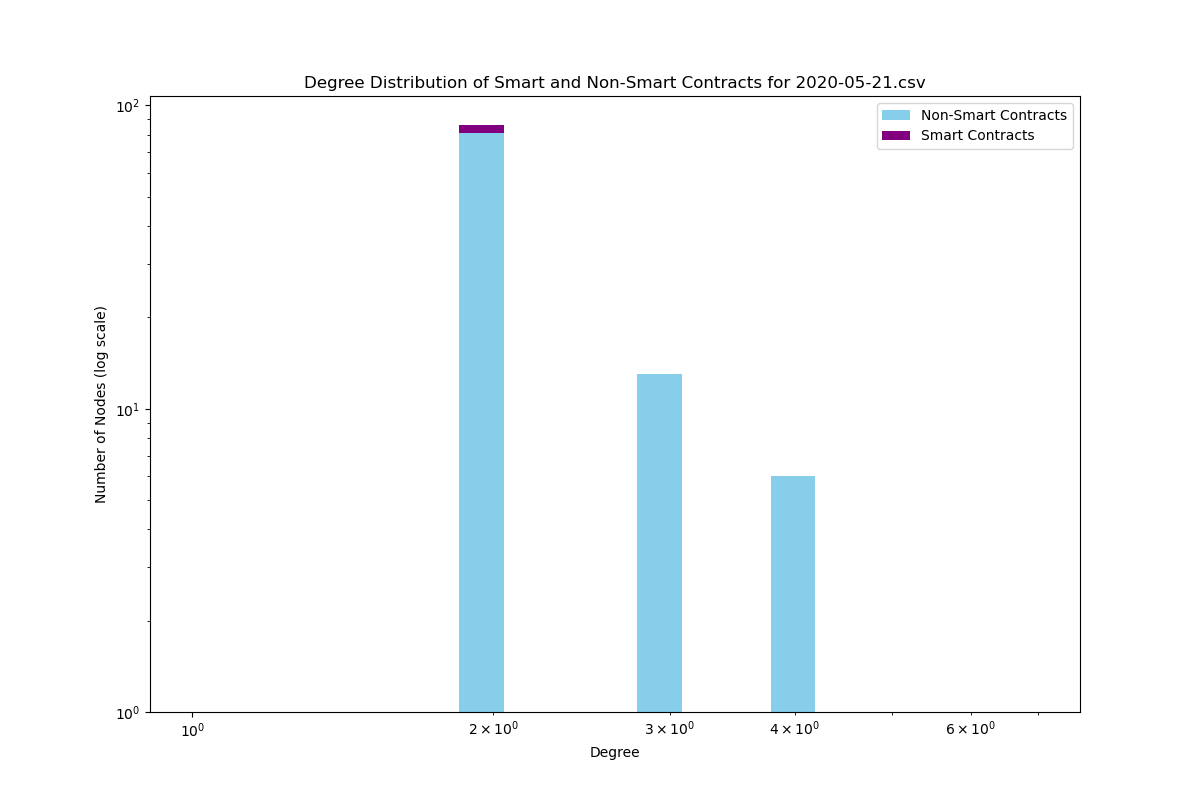 Degree Distribution of Smart and Non-Smart Contracts for 2020-05-21.csv
Non-Smart Contracts
Smart Contracts
Number of Nodes (log scale)
10²
10¹
10⁰
10⁰
2 × 10⁰
3 × 10⁰
4 × 10⁰
6 × 10⁰
Degree